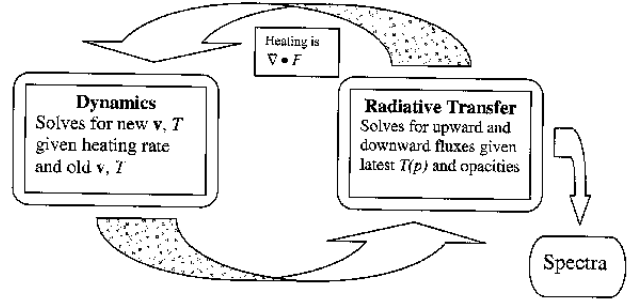 Heating is
∇ • F
Dynamics
Solves for new v, T
given heating rate
and old v, T
Radiative Transfer
Solves for upward and
downward fluxes given
latest T(p) and opacities
Spectra